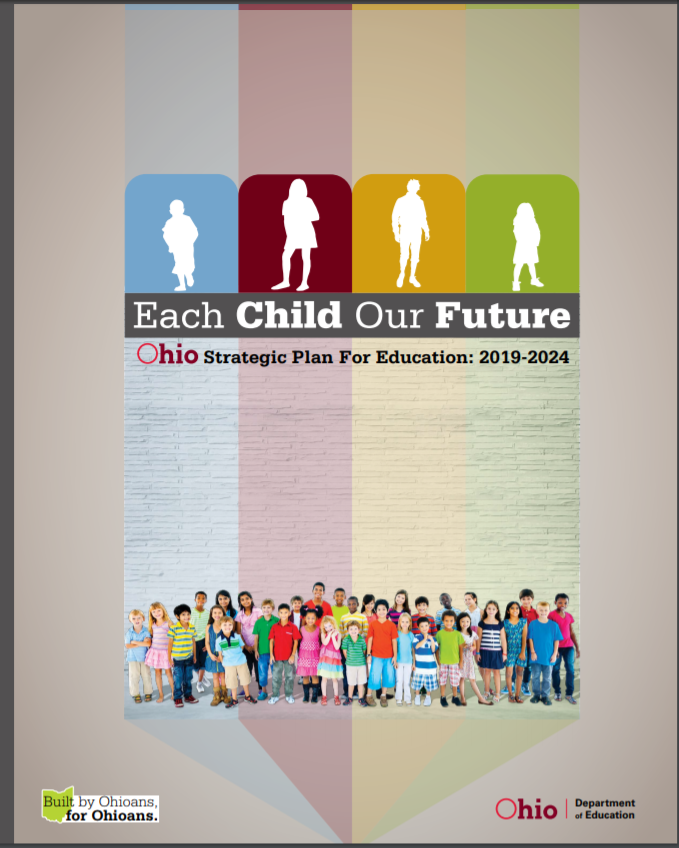 Each Child Our Future
Ohio Strategic Plan For Education: 2019-2024
Built by Ohioans,
for Ohioans.
Ohio | Department
of Education